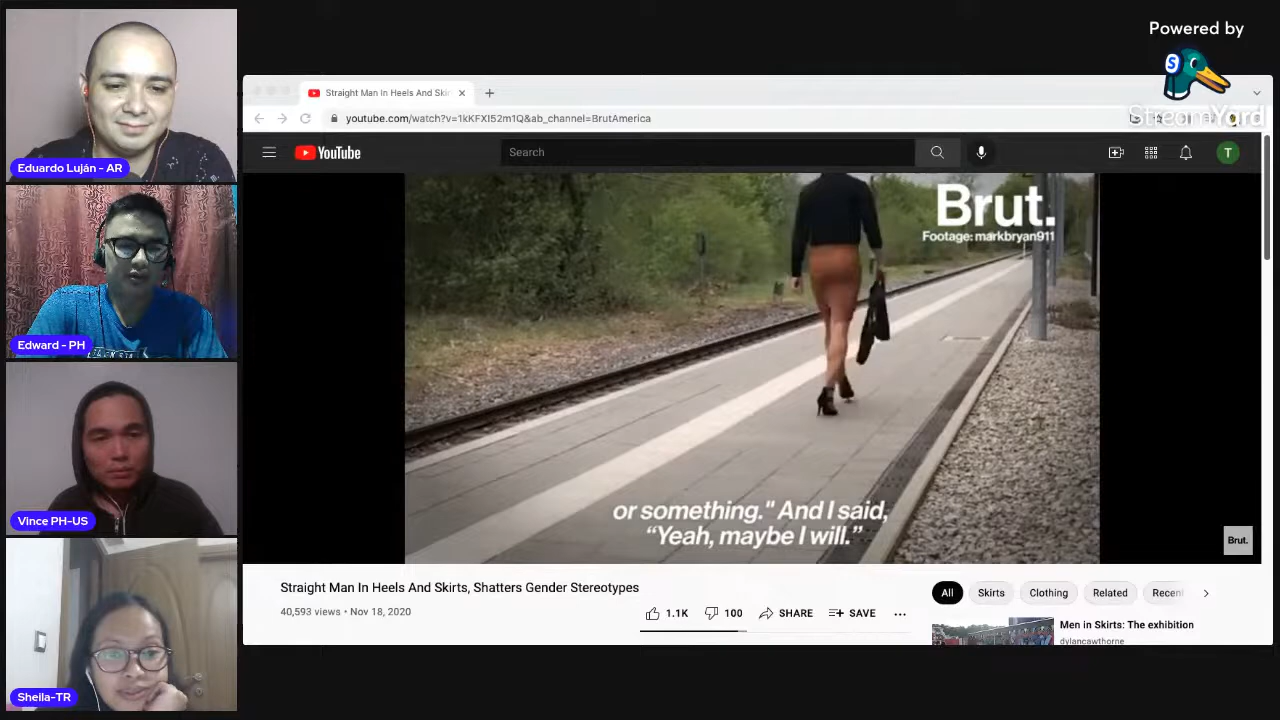 Eduardo Luján - AR
Edward - PH
Vince PH-US
Sheila-TR
Powered by
StreamYard
Straight Man In Heels And Ski
youtube.com/watch?v=1kKFXI52m1Q&ab_channel=BrutAmerica
YouTube
Search
T
Brut.
Footage: markbryan911
or something." And I said,
“Yeah, maybe I will.”
Brut.
Straight Man In Heels And Skirts, Shatters Gender Stereotypes
40,593 views • Nov 18, 2020
1.1K
100
SHARE
SAVE
All
Skirts
Clothing
Related
Recen
Men in Skirts: The exhibition
dylancawthorne